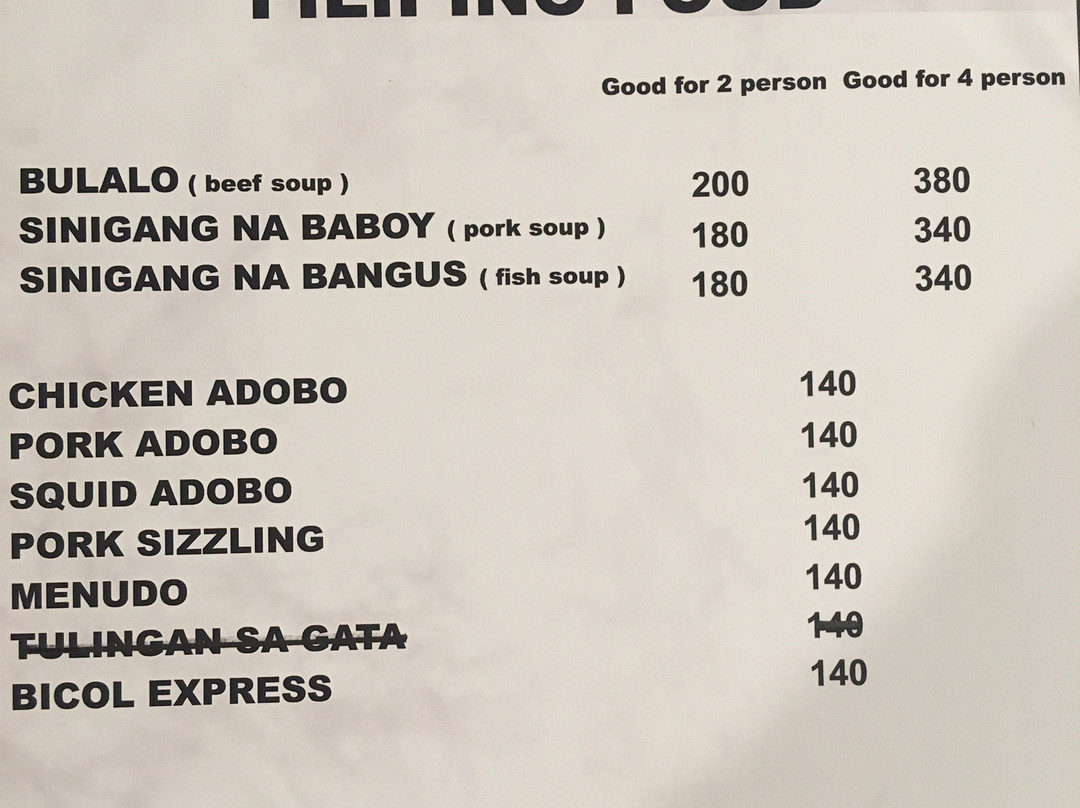 FILIPINO FOOD
Good for 2 person Good for 4 person
BULALO ( beef soup ) 200 380
SINIGANG NA BABOY ( pork soup ) 180 340
SINIGANG NA BANGUS ( fish soup ) 180 340
CHICKEN ADOBO 140
PORK ADOBO 140
SQUID ADOBO 140
PORK SIZZLING 140
MENUDO 140
TULINGAN SA GATA 140
BICOL EXPRESS 140